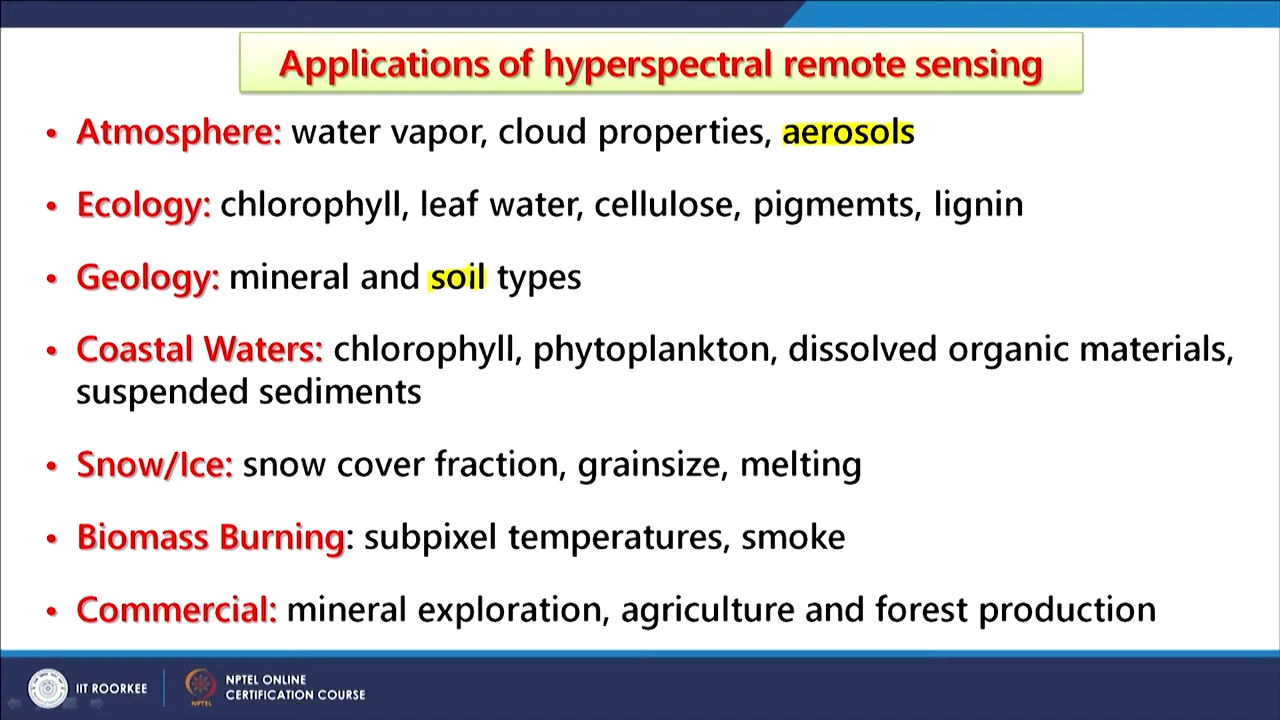 Applications of hyperspectral remote sensing
• Atmosphere: water vapor, cloud properties, aerosols
• Ecology: chlorophyll, leaf water, cellulose, pigmemts, lignin
• Geology: mineral and soil types
• Coastal Waters: chlorophyll, phytoplankton, dissolved organic materials,
suspended sediments
• Snow/Ice: snow cover fraction, grainsize, melting
• Biomass Burning: subpixel temperatures, smoke
• Commercial: mineral exploration, agriculture and forest production
IIT ROORKEE
NPTEL
NPTEL ONLINE
CERTIFICATION COURSE